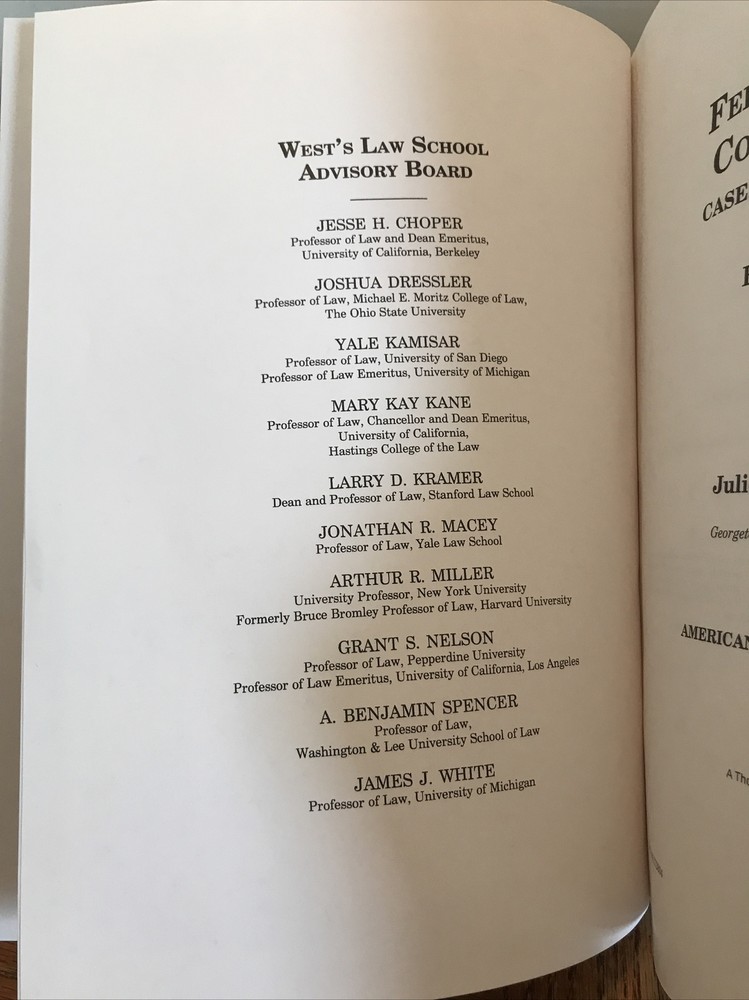 WEST'S LAW SCHOOL
ADVISORY BOARD
JESSE H. CHOPER
Professor of Law and Dean Emeritus,
University of California, Berkeley
JOSHUA DRESSLER
Professor of Law, Michael E. Moritz College of Law,
The Ohio State University
YALE KAMISAR
Professor of Law, University of San Diego
Professor of Law Emeritus, University of Michigan
MARY KAY KANE
Professor of Law, Chancellor and Dean Emeritus,
University of California,
Hastings College of the Law
LARRY D. KRAMER
Dean and Professor of Law, Stanford Law School
JONATHAN R. MACEY
Professor of Law, Yale Law School
ARTHUR R. MILLER
University Professor, New York University
Formerly Bruce Bromley Professor of Law, Harvard University
GRANT S. NELSON
Professor of Law, Pepperdine University
Professor of Law Emeritus, University of California, Los Angeles
A. BENJAMIN SPENCER
Professor of Law,
Washington & Lee University School of Law
JAMES J. WHITE
Professor of Law, University of Michigan
CASE
AMERICAN
A